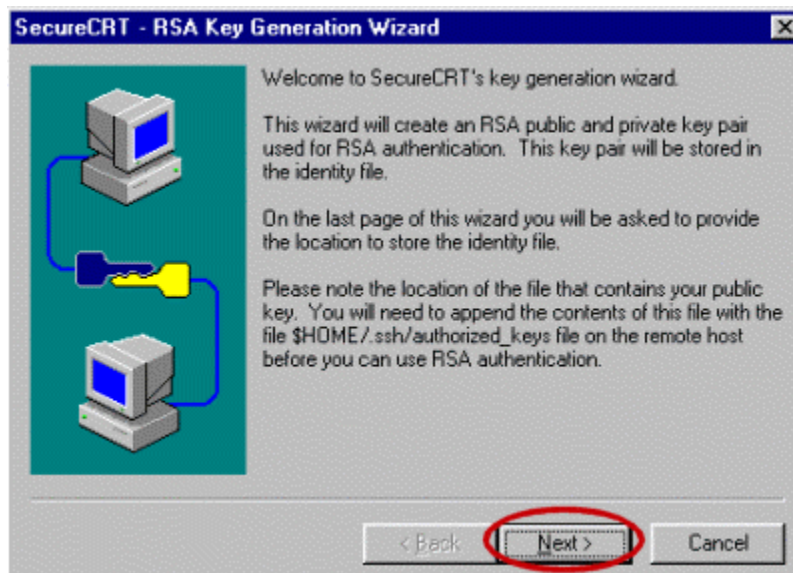 SecureCRT - RSA Key Generation Wizard
Welcome to SecureCRT's key generation wizard.
This wizard will create an RSA public and private key pair
used for RSA authentication. This key pair will be stored in
the identity file.
On the last page of this wizard you will be asked to provide
the location to store the identity file.
Please note the location of the file that contains your public
key. You will need to append the contents of this file with the
file $HOME/.ssh/authorized_keys file on the remote host
before you can use RSA authentication.
< Back Next > Cancel